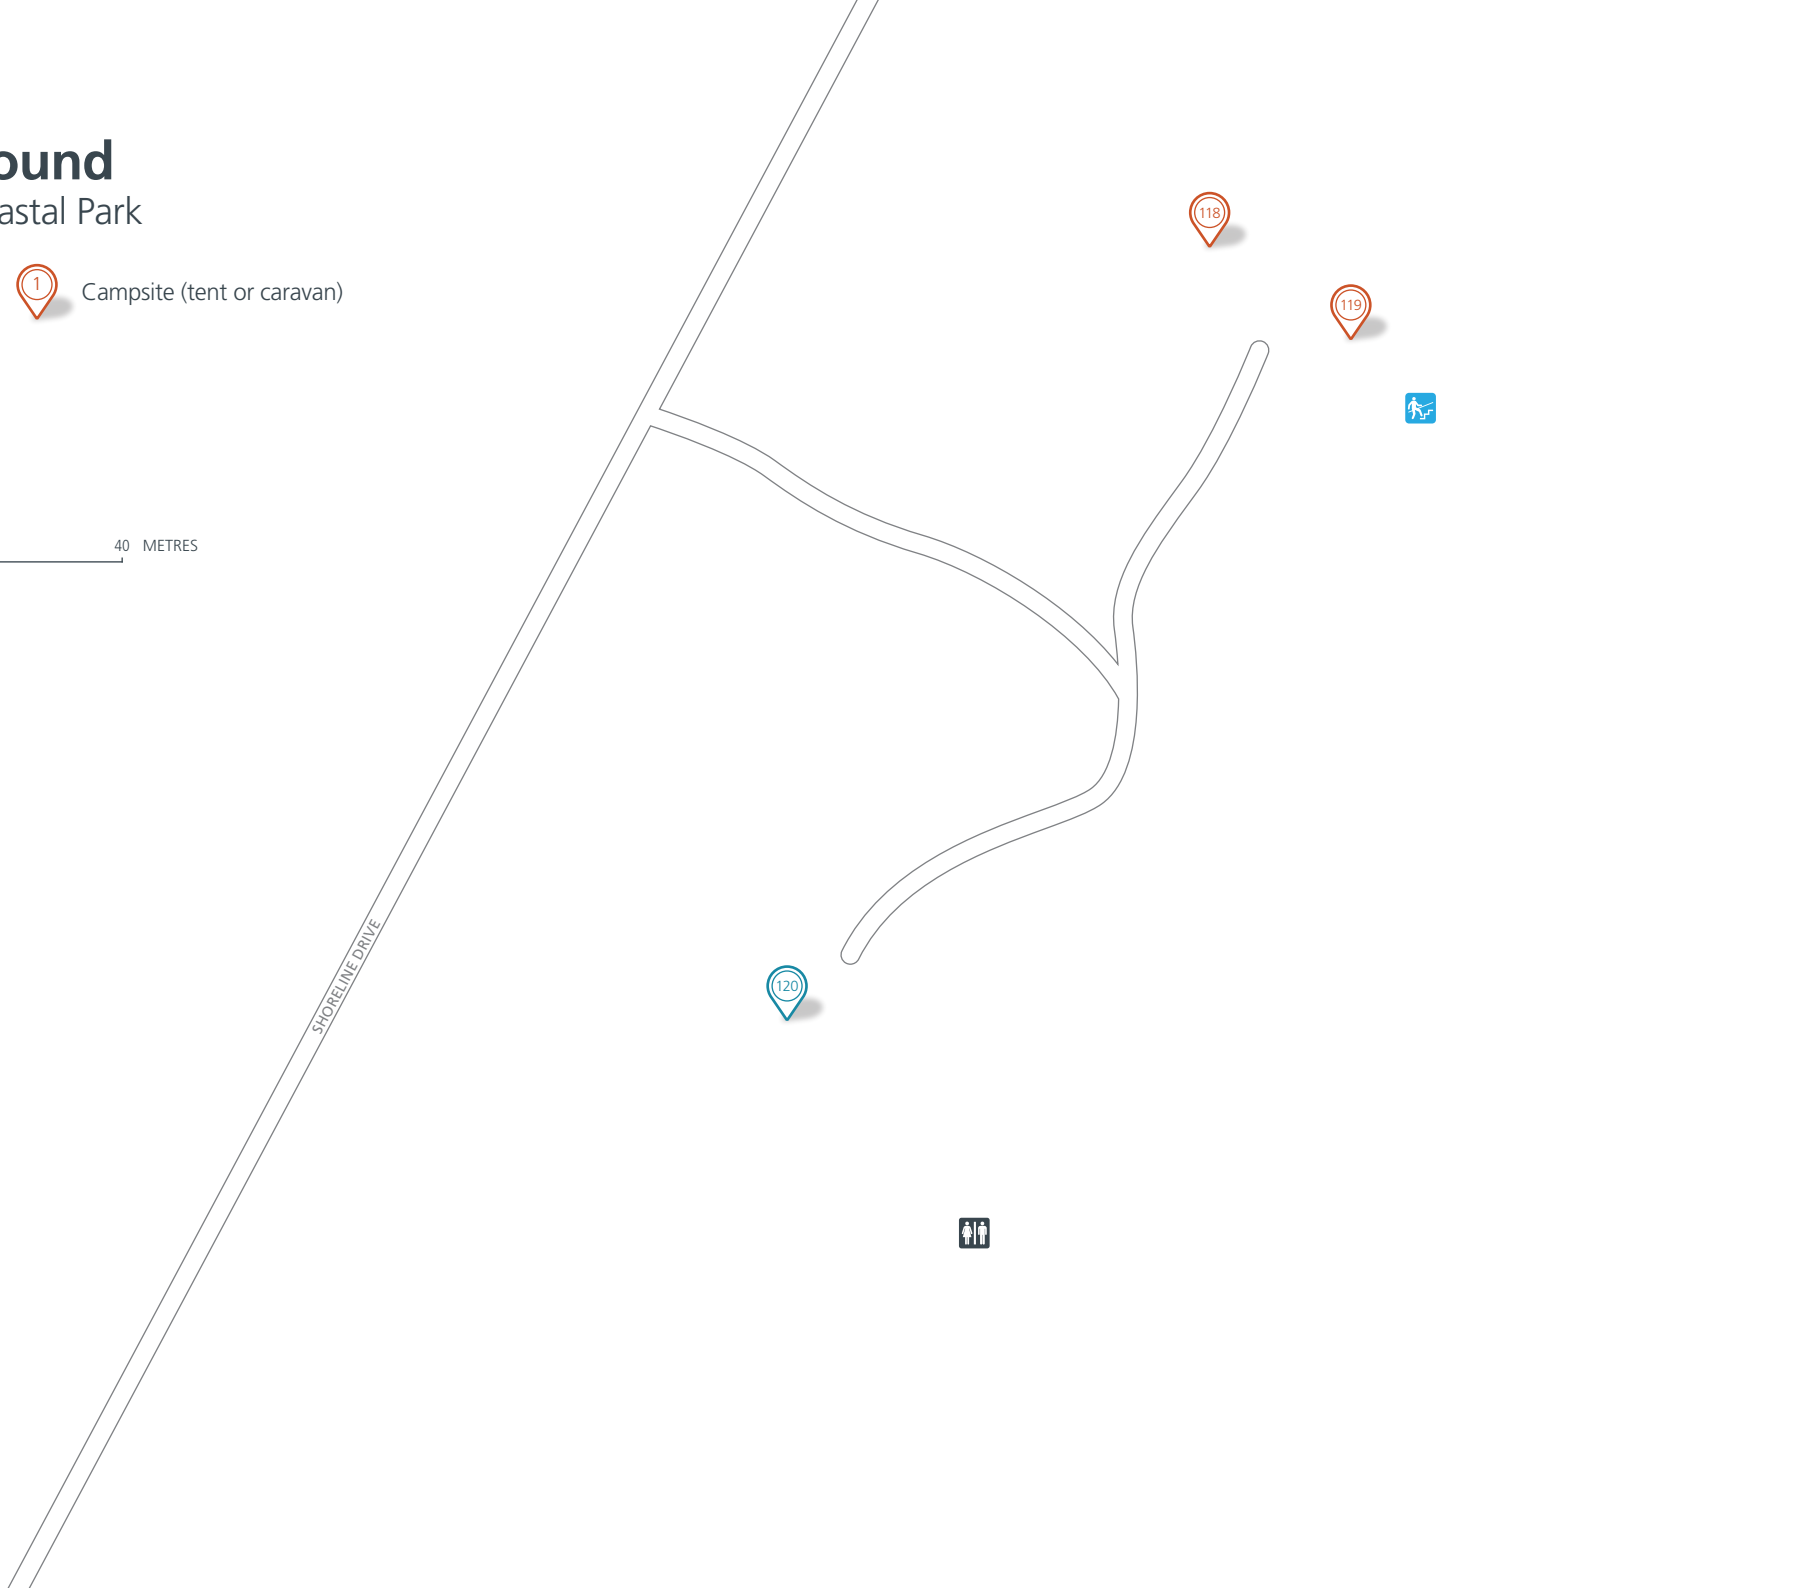 ound
astal Park
1 Campsite (tent or caravan)
118
119
40 METRES
SHORELINE DRIVE
120